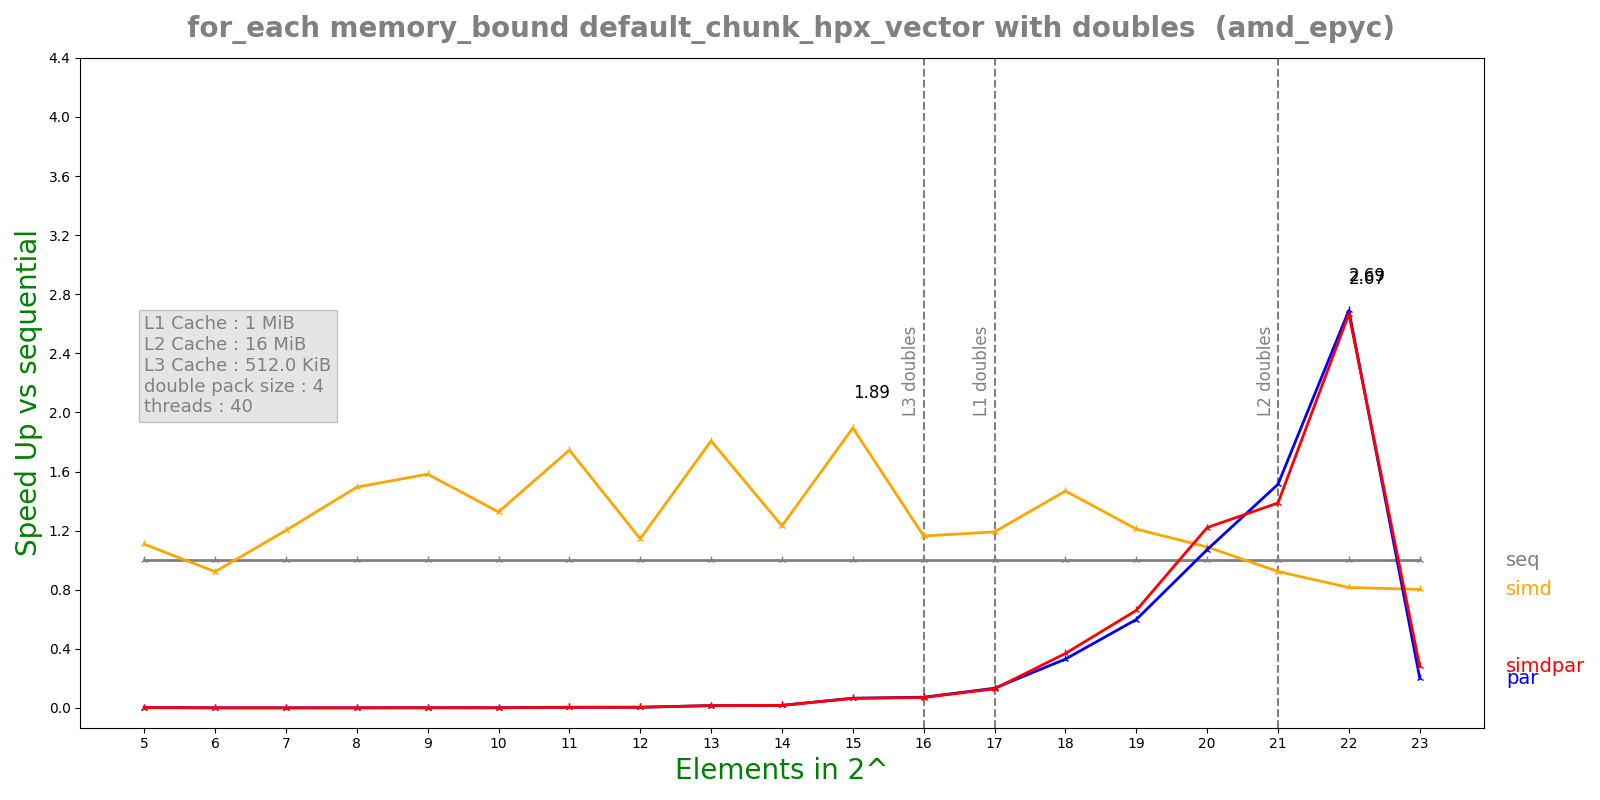 for_each memory_bound default_chunk_hpx_vector with doubles  (amd_epyc)
Speed Up vs sequential
4.4
4.0
3.6
3.2
2.8
2.4
2.0
1.6
1.2
0.8
0.4
0.0
L1 Cache : 1 MiB
L2 Cache : 16 MiB
L3 Cache : 512.0 KiB
double pack size : 4
threads : 40
1.89
L3 doubles
L1 doubles
L2 doubles
2.69
2.67
seq
simd
simdpar
par
5 6 7 8 9 10 11 12 13 14 15 16 17 18 19 20 21 22 23
Elements in 2^